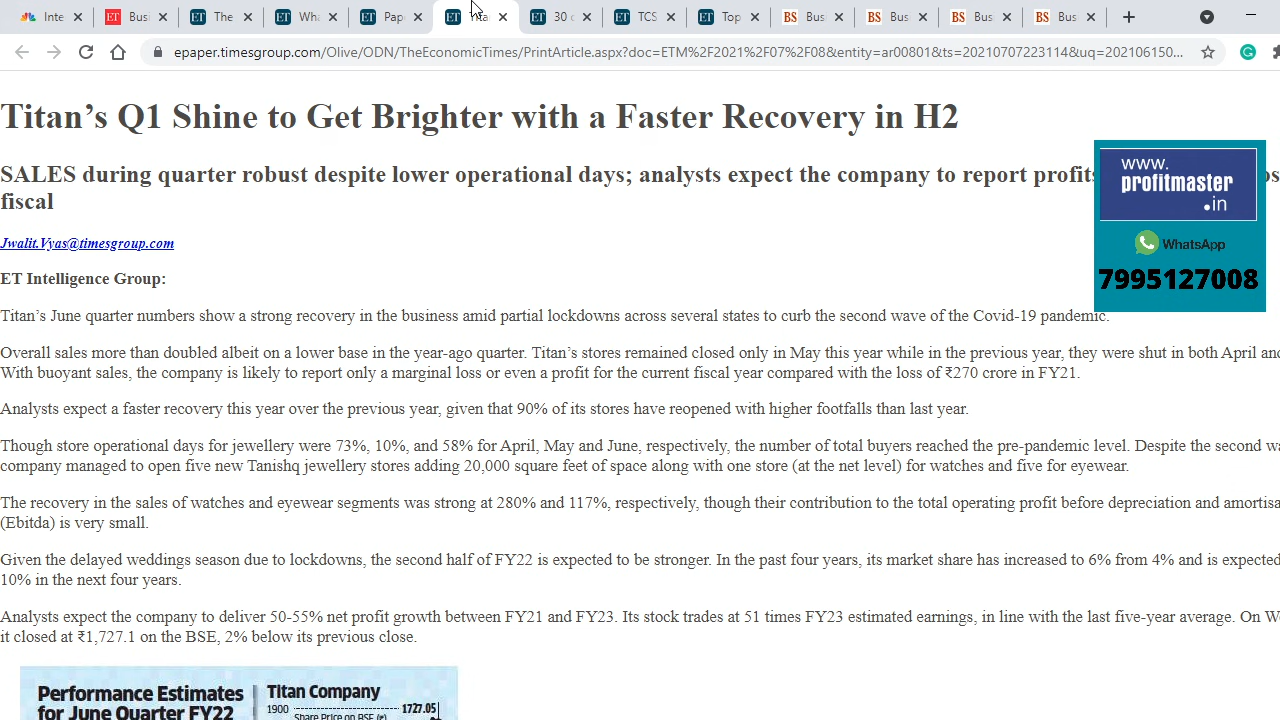 Inte
Busi
The
Wha
Pap
30
TCS
Top
Bus
Bus
Bus
Bus
epaper.timesgroup.com/Olive/ODN/TheEconomicTimes/PrintArticle.aspx?doc=ETM%2F2021%2F07%2F08&entity=ar00801&ts=20210707223114&uq=202106150...
Titan’s Q1 Shine to Get Brighter with a Faster Recovery in H2
SALES during quarter robust despite lower operational days; analysts expect the company to report profits
fiscal
www.
profitmaster
.in
WhatsApp
7995127008
Jwalit.Vyas@timesgroup.com
ET Intelligence Group:
Titan’s June quarter numbers show a strong recovery in the business amid partial lockdowns across several states to curb the second wave of the Covid-19 pandemic.
Overall sales more than doubled albeit on a lower base in the year-ago quarter. Titan’s stores remained closed only in May this year while in the previous year, they were shut in both April and
With buoyant sales, the company is likely to report only a marginal loss or even a profit for the current fiscal year compared with the loss of ₹270 crore in FY21.
Analysts expect a faster recovery this year over the previous year, given that 90% of its stores have reopened with higher footfalls than last year.
Though store operational days for jewellery were 73%, 10%, and 58% for April, May and June, respectively, the number of total buyers reached the pre-pandemic level. Despite the second wa
company managed to open five new Tanishq jewellery stores adding 20,000 square feet of space along with one store (at the net level) for watches and five for eyewear.
The recovery in the sales of watches and eyewear segments was strong at 280% and 117%, respectively, though their contribution to the total operating profit before depreciation and amortisa
(Ebitda) is very small.
Given the delayed weddings season due to lockdowns, the second half of FY22 is expected to be stronger. In the past four years, its market share has increased to 6% from 4% and is expected
10% in the next four years.
Analysts expect the company to deliver 50-55% net profit growth between FY21 and FY23. Its stock trades at 51 times FY23 estimated earnings, in line with the last five-year average. On W
it closed at ₹1,727.1 on the BSE, 2% below its previous close.
Performance Estimates
for June Quarter FY22
Titan Company
1900
1727.05
Share Price on BSE (₹)